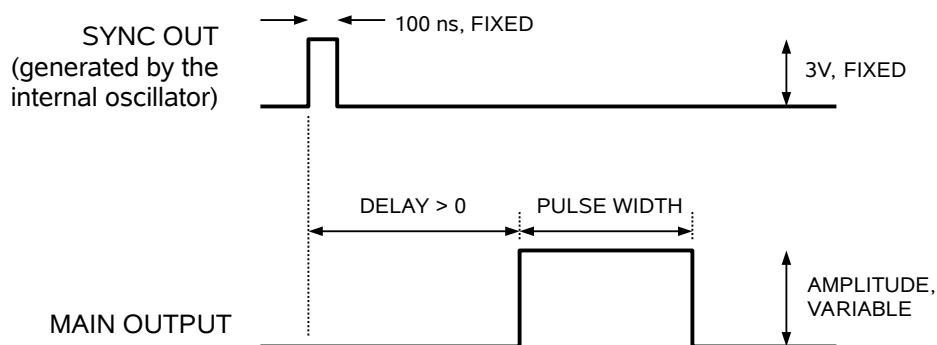 100 ns, FIXED
SYNC OUT
(generated by the
internal oscillator)
3V, FIXED
DELAY > 0
PULSE WIDTH
AMPLITUDE,
VARIABLE
MAIN OUTPUT